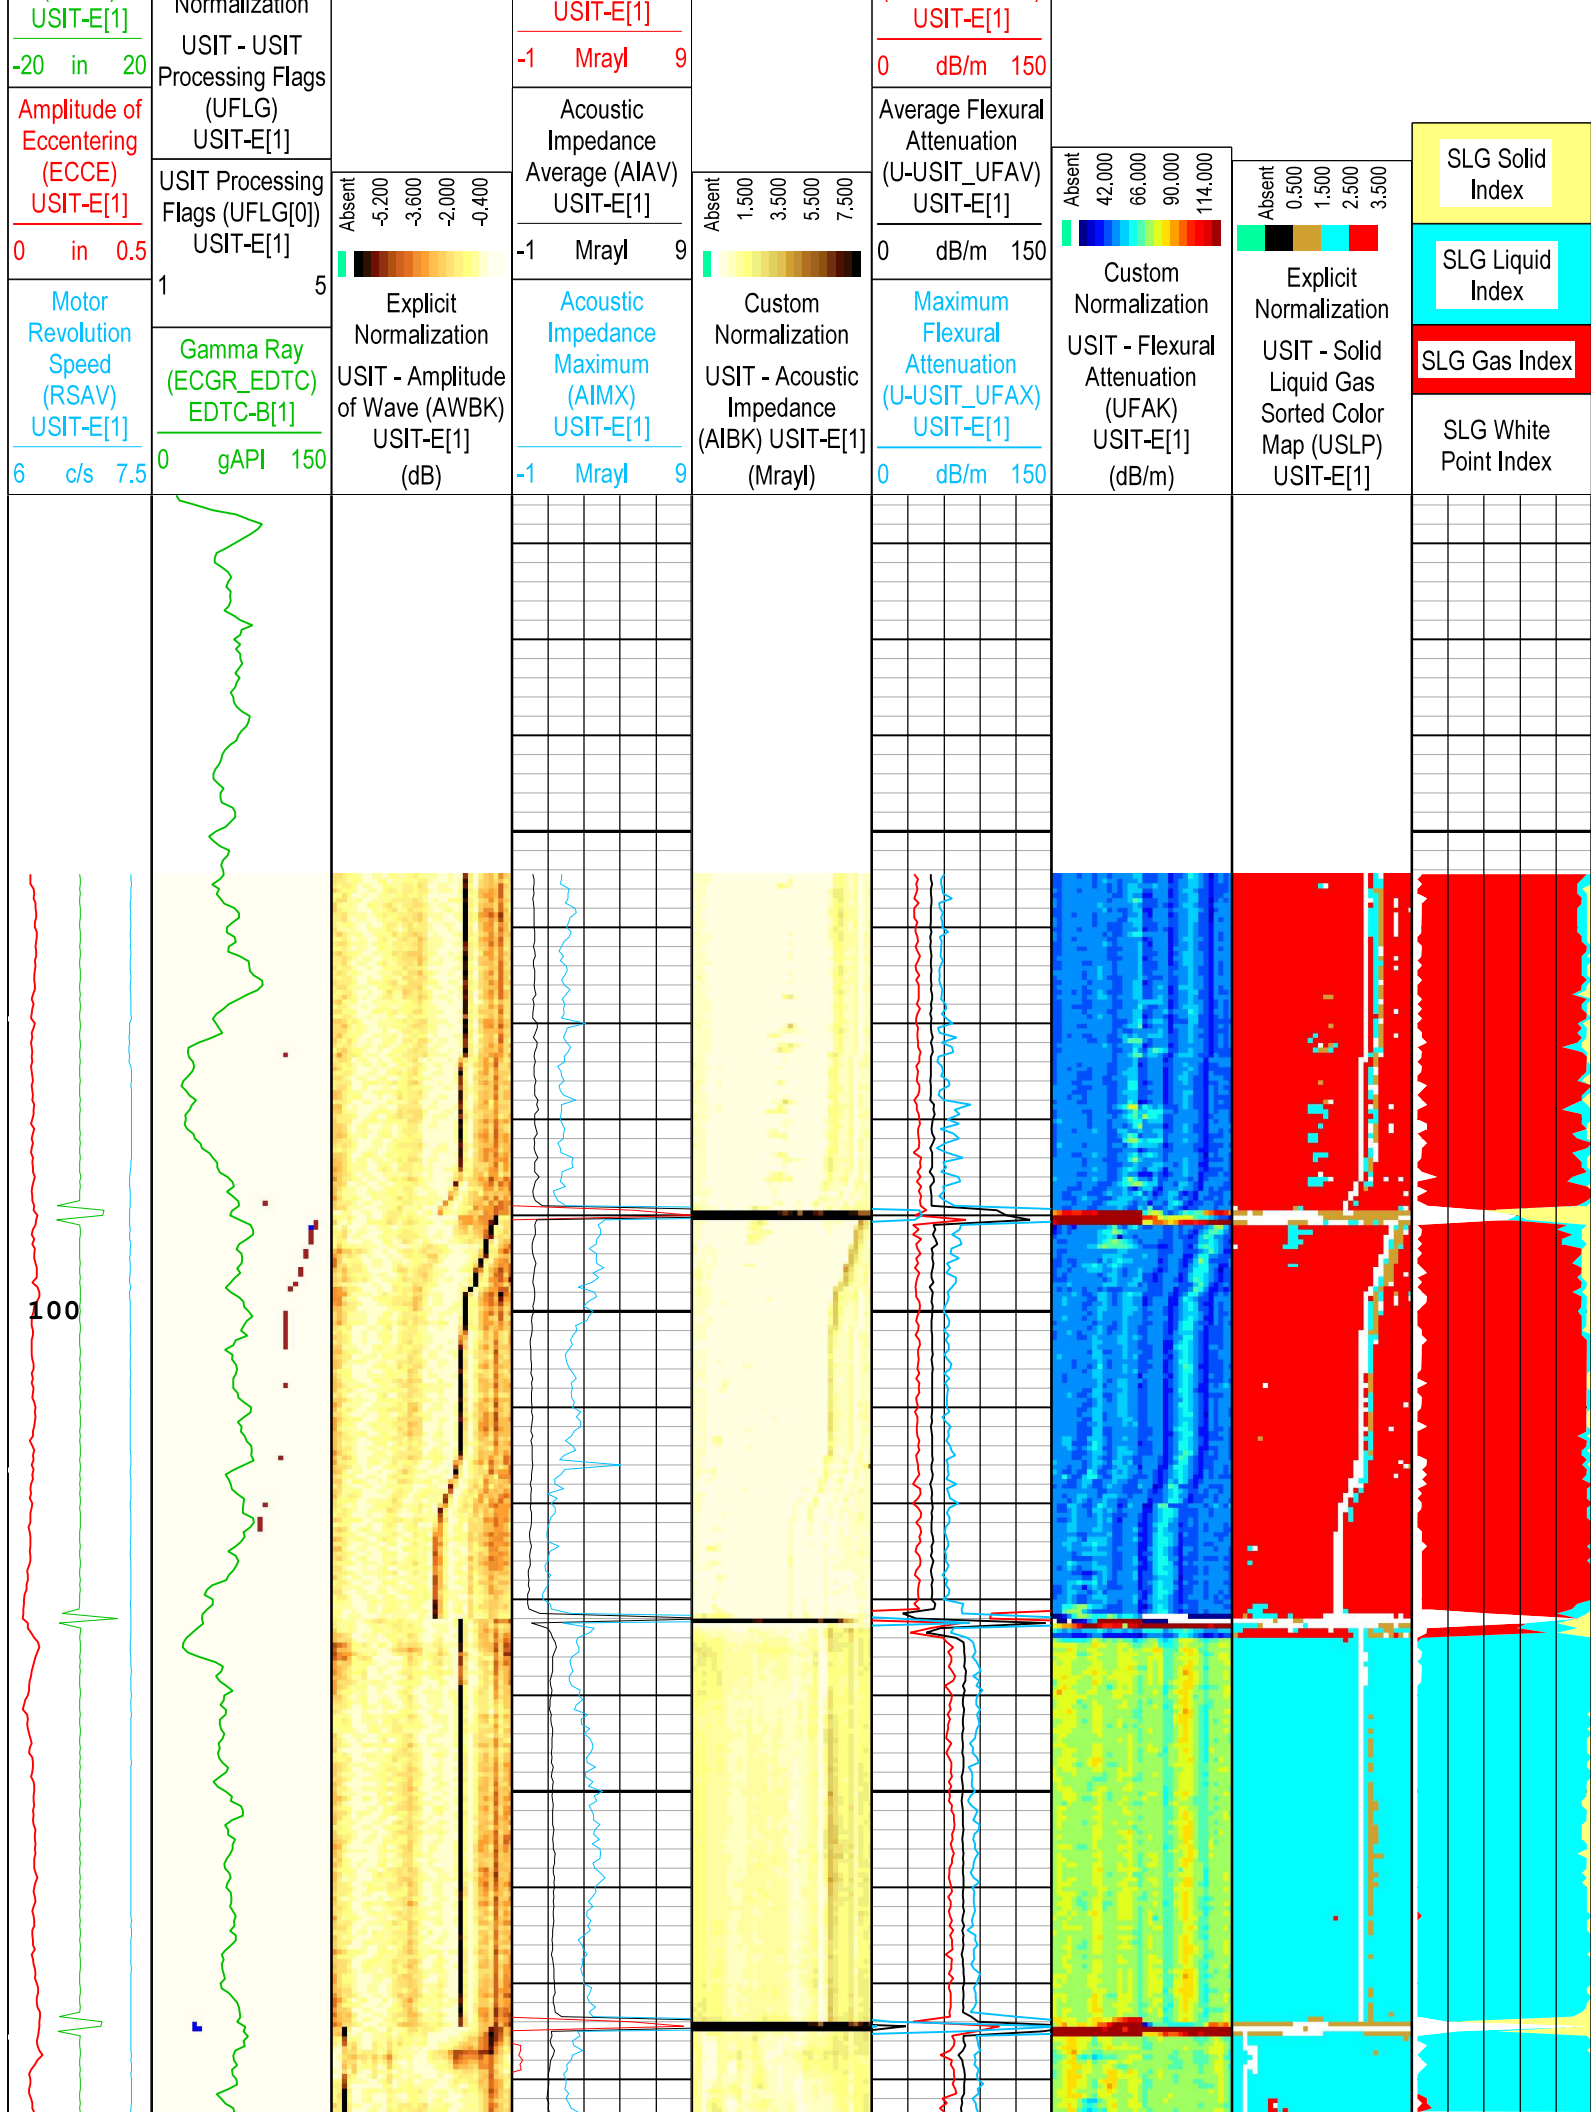 USIT-E[1]
-20 in 20
Amplitude of
Eccentering
(ECCE)
USIT-E[1]
0 in 0.5
Motor
Revolution
Speed
(RSAV)
USIT-E[1]
6 c/s 7.5
Normalization
USIT - USIT
Processing Flags
(UFLG)
USIT-E[1]
USIT Processing
Flags (UFLG[0])
USIT-E[1]
1 5
Gamma Ray
(ECGR_EDTC)
EDTC-B[1]
0 gAPI 150
Absent -5.200 -3.600 -2.000 -0.400
Explicit
Normalization
USIT - Amplitude
of Wave (AWBK)
USIT-E[1]
(dB)
USIT-E[1]
-1 Mrayl 9
Acoustic
Impedance
Average (AIAV)
USIT-E[1]
-1 Mrayl 9
Acoustic
Impedance
Maximum
(AIMX)
USIT-E[1]
-1 Mrayl 9
Absent 1.500 3.500 5.500 7.500
Custom
Normalization
USIT - Acoustic
Impedance
(AIBK) USIT-E[1]
(Mrayl)
USIT-E[1]
0 dB/m 150
Average Flexural
Attenuation
(U-USIT_UFAV)
USIT-E[1]
0 dB/m 150
Maximum
Flexural
Attenuation
(U-USIT_UFAX)
USIT-E[1]
0 dB/m 150
Absent 42.000 66.000 90.000 114.000
Custom
Normalization
USIT - Flexural
Attenuation
(UFAK)
USIT-E[1]
(dB/m)
Absent 0.500 1.500 2.500 3.500
Explicit
Normalization
USIT - Solid
Liquid Gas
Sorted Color
Map (USLP)
USIT-E[1]
SLG Solid
Index
SLG Liquid
Index
SLG Gas Index
SLG White
Point Index
100